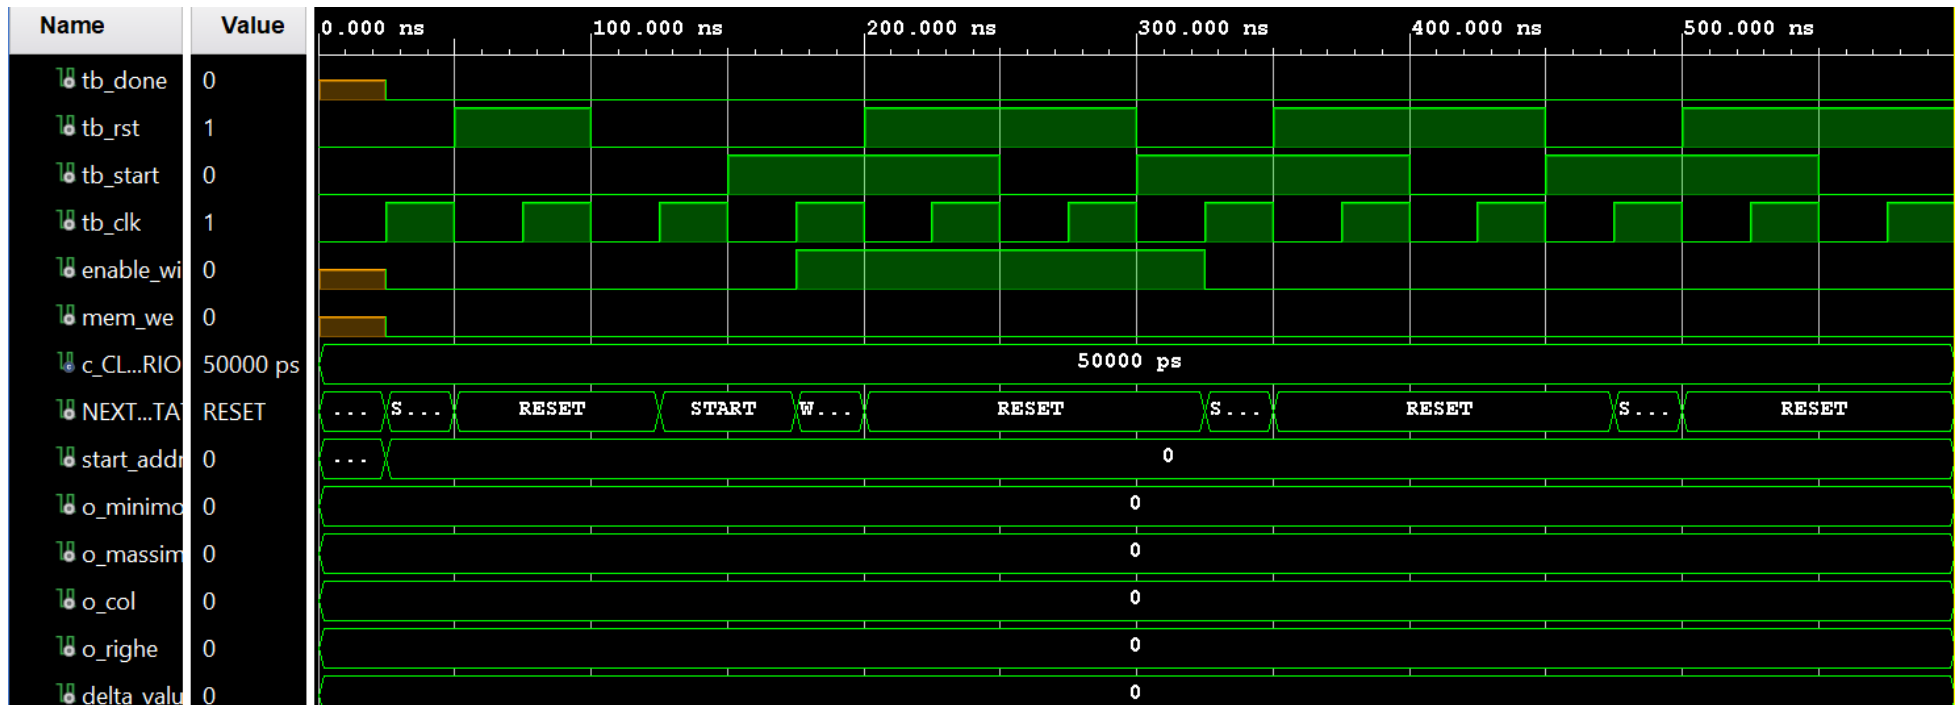 Name Value 0.000 ns 100.000 ns 200.000 ns 300.000 ns 400.000 ns 500.000 ns
tb_done 0
tb_rst 1
tb_start 0
tb_clk 1
enable_wi 0
mem_we 0
c_CL...RIO 50000 ps 50000 ps
NEXT...TA RESET ... S... RESET START W... RESET S... RESET S... RESET
start_addr 0 ... 0
o_minimo 0 0
o_massim 0 0
o_col 0 0
o_righe 0 0
delta_valu 0 0